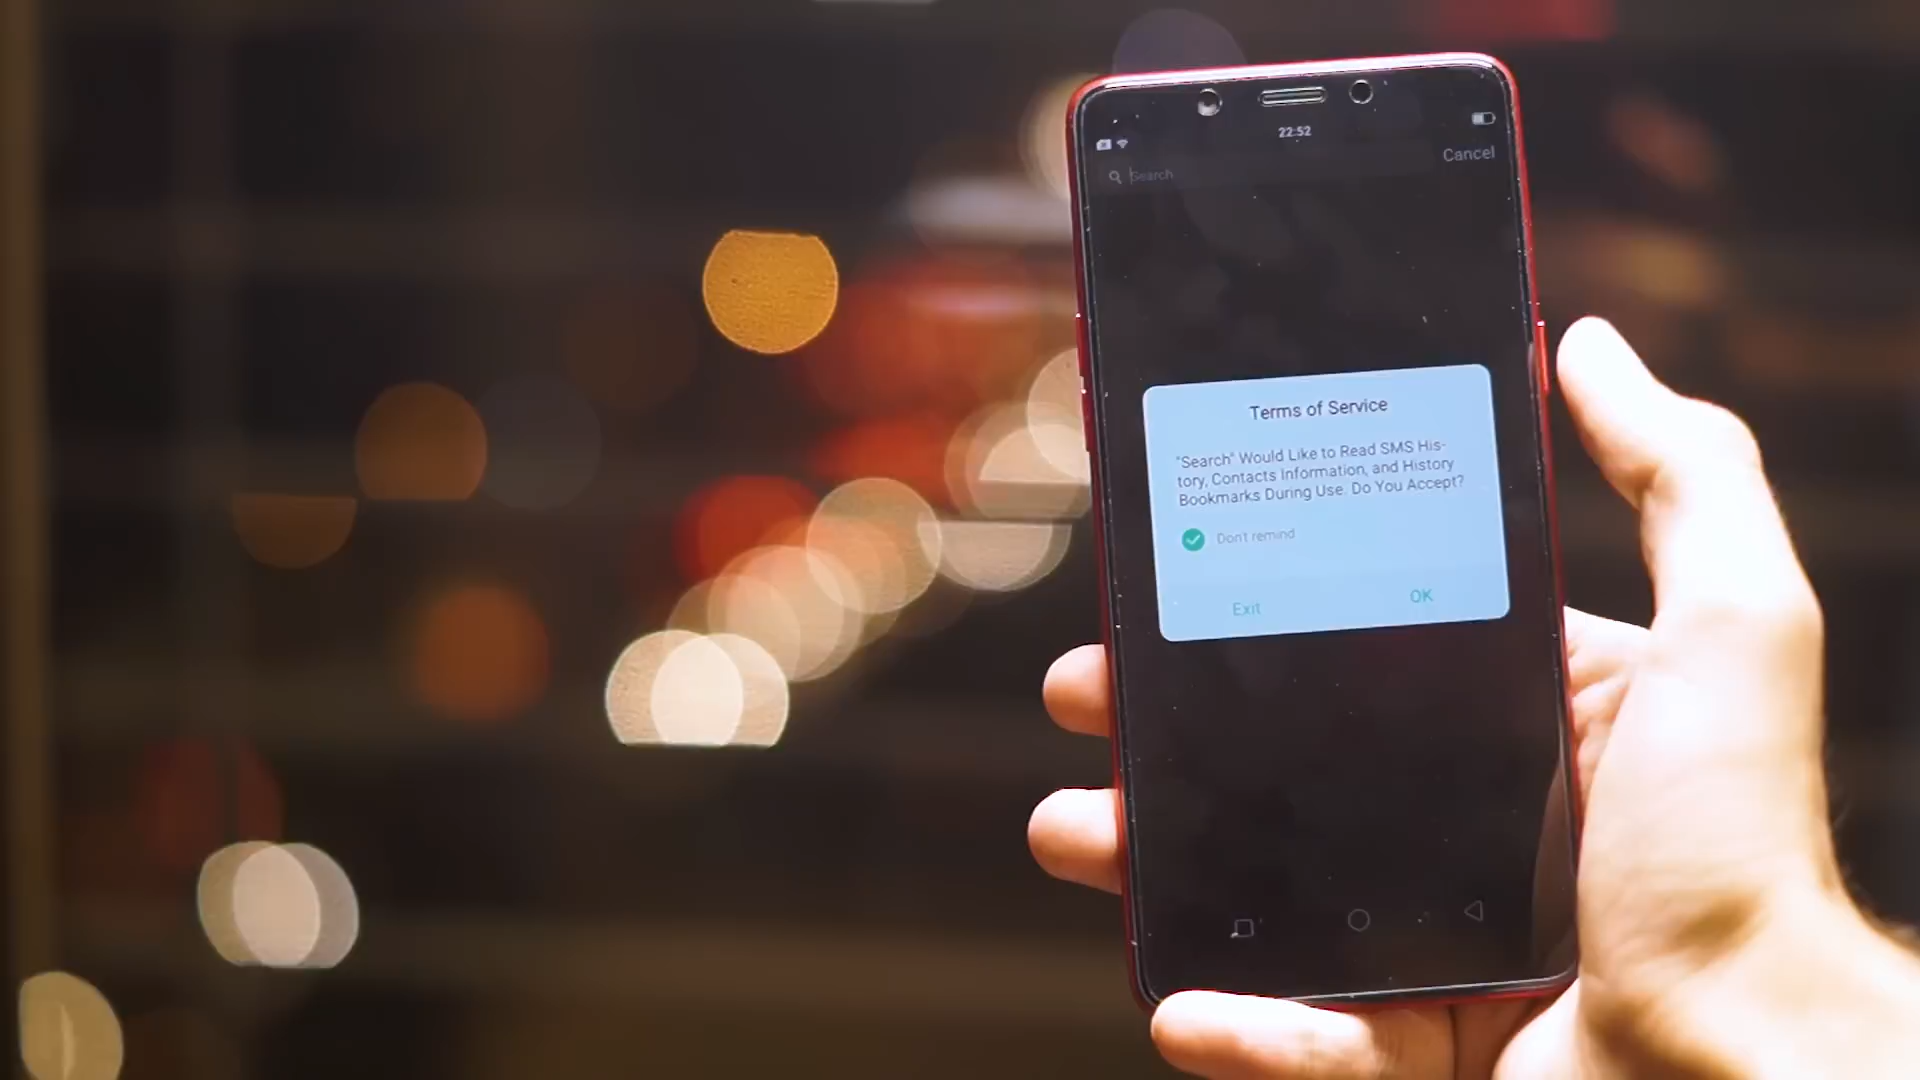 22:52
Cancel
Search
Terms of Service
"Search" Would Like to Read SMS His-
tory, Contacts Information, and History
Bookmarks During Use. Do You Accept?
Don't remind
Exit
OK